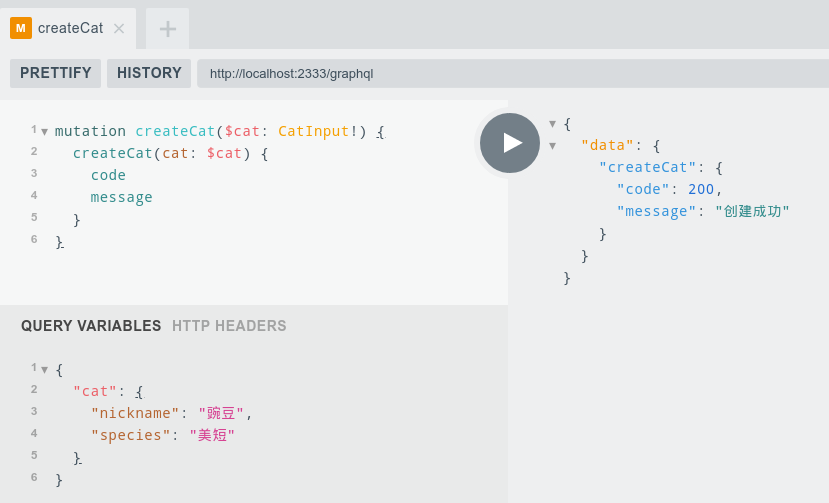 M createCat × +
PRETTIFY HISTORY http://localhost:2333/graphql
1 mutation createCat($cat: CatInput!) {
2 createCat(cat: $cat) {
3 code
4 message
5 }
6 }
{
"data": {
"createCat": {
"code": 200,
"message": "创建成功"
}
}
}
QUERY VARIABLES HTTP HEADERS
1 {
2 "cat": {
3 "nickname": "豌豆",
4 "species": "美短"
5 }
6 }